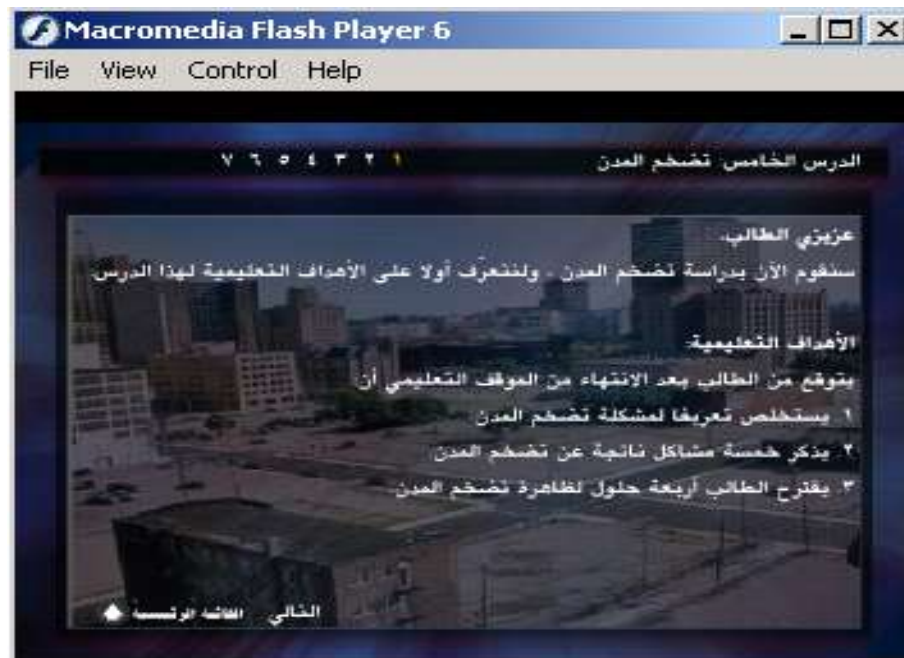 Macromedia Flash Player 6
File View Control Help
الدرس الخامس: تضخم المدن ١ ٢ ٣ ٤ ٥ ٦ ٧
عزيزي الطالب،
سنقوم الآن بدراسة تضخم المدن ، ولنتعرّف أولا على الأهداف التعليمية لهذا الدرس
الأهداف التعليمية:
يتوقع من الطالب بعد الانتهاء من الموقف التعليمي أن
١. يستخلص تعريفا لمشكلة تضخم المدن
٢. يذكر خمسة مشاكل ناتجة عن تضخم المدن
٣. يقترح الطالب أربعة حلول لظاهرة تضخم المدن.
التالي القائمة الرئيسية